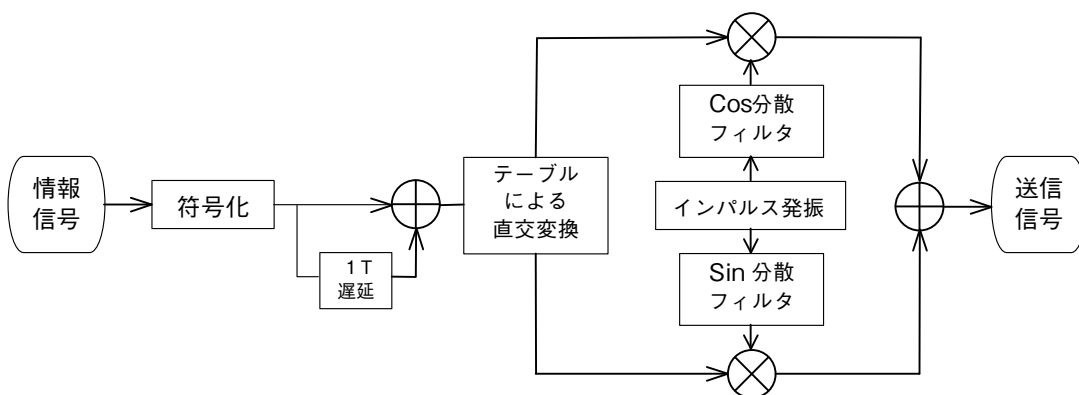 情報
信号
符号化
1T
遅延
テーブル
による
直交変換
Cos分散
フィルタ
インパルス発振
Sin 分散
フィルタ
送信
信号